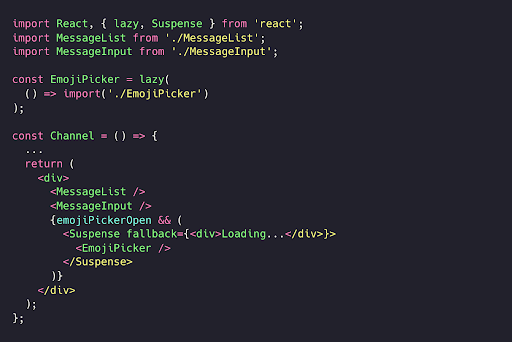 import React, { lazy, Suspense } from 'react';
import MessageList from './MessageList';
import MessageInput from './MessageInput';

const EmojiPicker = lazy(
  () => import('./EmojiPicker')
);

const Channel = () => {
  ...
  return (
    <div>
      <MessageList />
      <MessageInput />
      {emojiPickerOpen && (
        <Suspense fallback={<div>Loading...</div>}>
          <EmojiPicker />
        </Suspense>
      )}
    </div>
  );
};